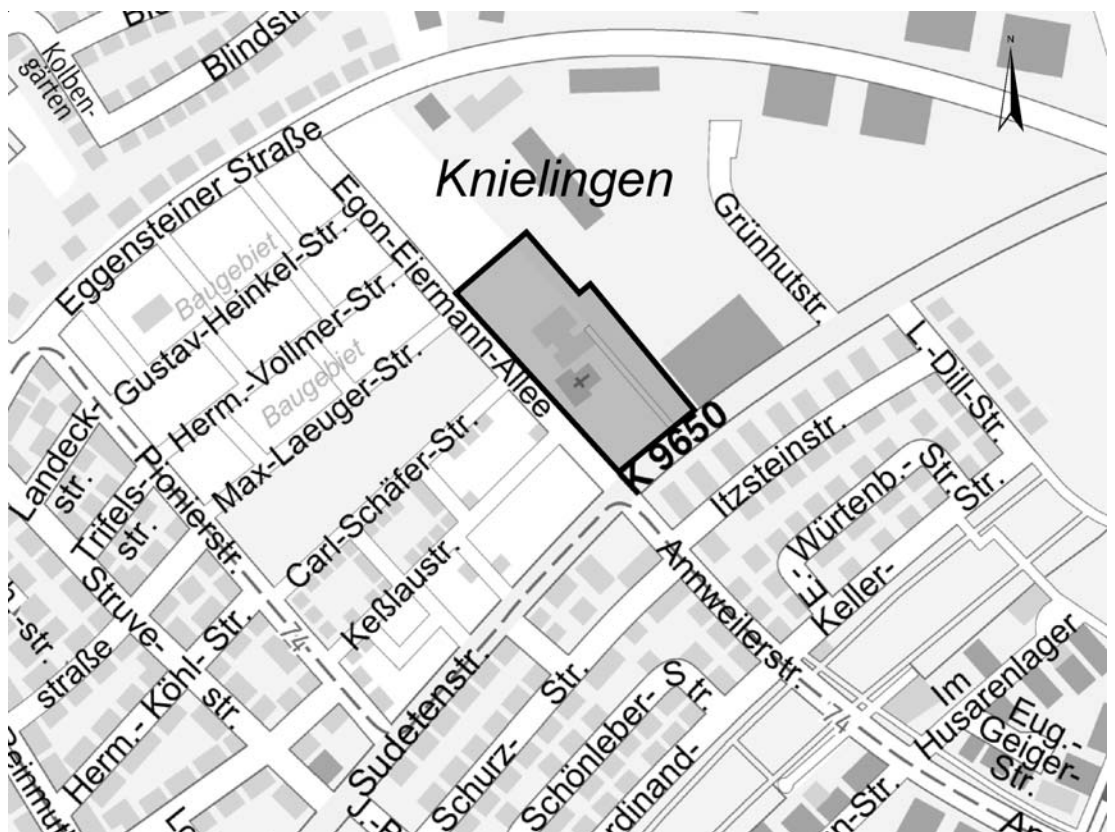 Kolben-
gärten
Blindstr
N
Knielingen
Eggensteiner Straße
Egon-Eiermann-Allee
Grünhutstr.
Baugebiet
Gustav-Heinkel-Str.
Herm.-Vollmer-Str.
Baugebiet
Max-Laeuger-Str.
L.-Dill-Str.
Landeck-
str.
Trifels-
str.
Pionierstr.
Carl-Schäfer-Str.
K 9650
Itzsteinstr.
Würtenb.-Str.
E.-
Keller-
Str.
Keßlaustr.
Annweilerstr.
Struve-
str.
74
-str.
straße
Herm.-Köhl-Str.
Sudetenstr.
Schurz-
Str.
Schönleber-Str.
Im
Husarenlager
Eug.-
Geiger-
Str.
74